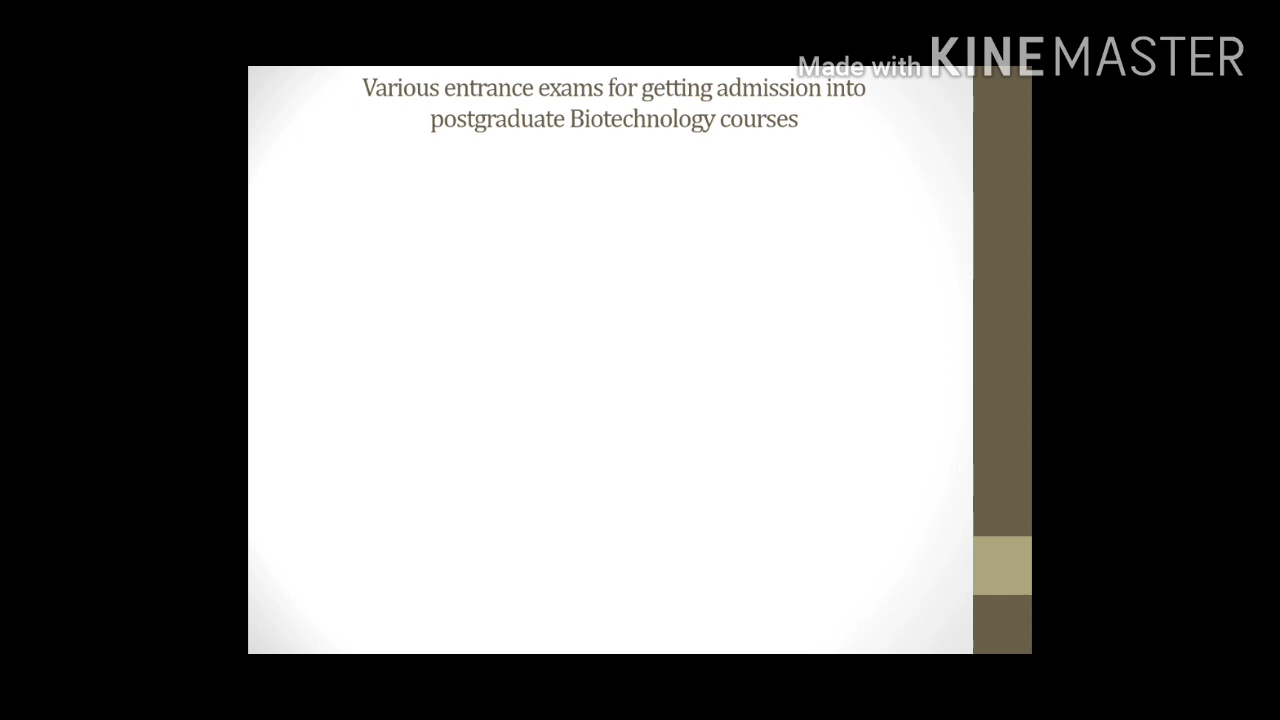 Made with KINEMASTER
Various entrance exams for getting admission into
postgraduate Biotechnology courses